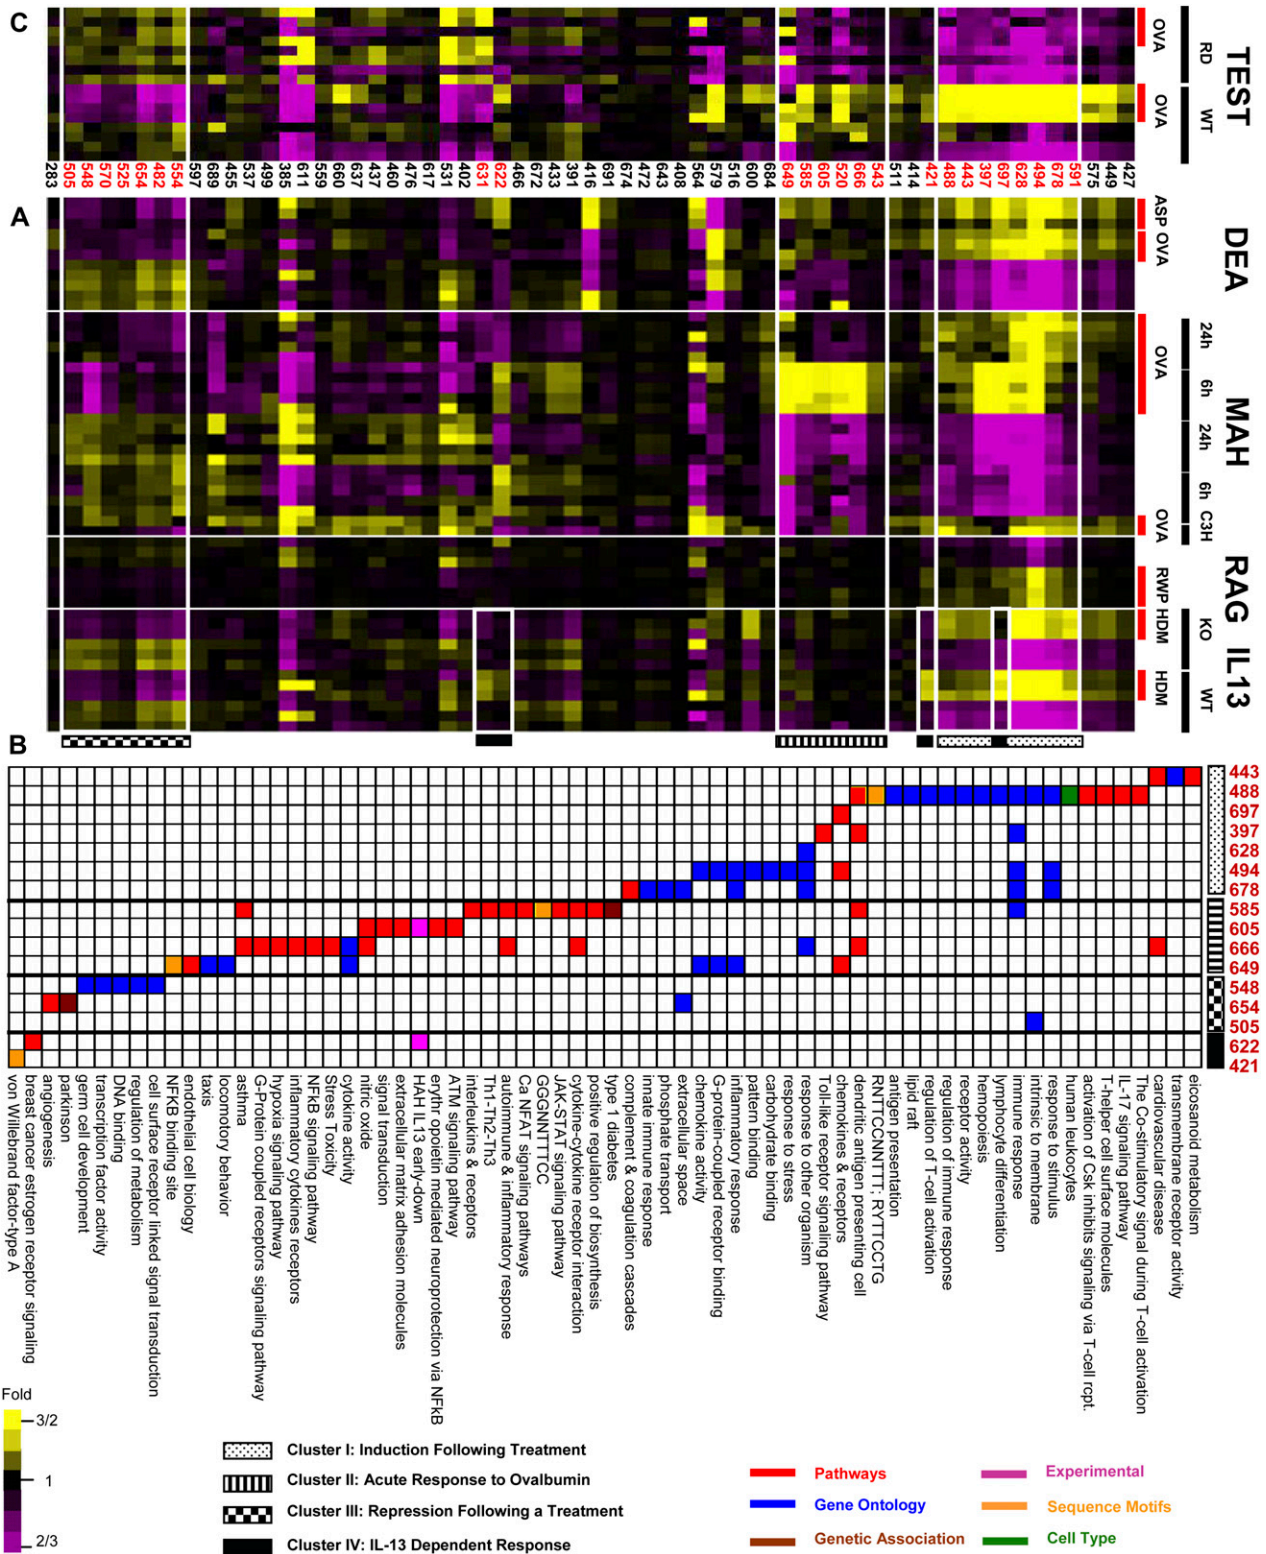 C
OVA
RD
OVA
WT
TEST
283 505 548 570 525 654 482 554 597 689 455 537 499 385 611 559 660 637 437 460 476 617 531 402 631 622 466 672 433 391 416 691 674 472 643 408 564 579 516 600 684 649 585 605 520 666 543 511 414 421 488 443 397 697 628 494 678 591 575 449 427
A
ASP
OVA
DEA
OVA
24h
6h
24h
6h
OVA
C3H
MAH
RWP
RAG
HDM
KO
HDM
WT
IL13
B
443
488
697
397
628
494
678
585
605
666
649
548
654
505
622
421
von Willebrand factor-type A
breast cancer estrogen receptor signaling
angiogenesis
parkinson
germ cell development
transcription factor activity
DNA binding
regulation of metabolism
cell surface receptor linked signal transduction
NFKB binding site
endothelial cell biology
taxis
locomotory behavior
asthma
G-Protein coupled receptors signaling pathway
hypoxia signaling pathway
inflammatory cytokines receptors
NFkB signaling pathway
Stress Toxicity
cytokine activity
nitric oxide
signal transduction
extracellular matrix adhesion molecules
HAH IL13 early-down
erythr opoietin mediated neuroprotection via NFkB
ATM signaling pathway
interleukins & receptors
Th1-Th2-Th3
autoimmune & inflammatory response
Ca NFAT signaling pathways
GGGNNTTTCC
JAK-STAT signaling pathway
cytokine-cytokine receptor interaction
positive regulation of biosynthesis
type 1 diabetes
complement & coagulation cascades
innate immune response
phosphate transport
extracellular space
chemokine activity
G-protein-coupled receptor binding
inflammatory response
pattern binding
carbohydrate binding
response to stress
response to other organism
Toll-like receptor signaling pathway
chemokines & receptors
dendritic antigen presenting cell
RNTTCCNNTTT; RYTTCCTG
antigen presentation
lipid raft
regulation of T-cell activation
regulation of immune response
receptor activity
hemopoiesis
lymphocyte differentiation
immune response
intrinsic to membrane
response to stimulus
human leukocytes
activation of Csk inhibits signaling via T-cell rcpt.
T-helper cell surface molecules
IL-17 signaling pathway
The Co-stimulatory signal during T-cell activation
cardiovascular disease
transmembrane receptor activity
eicosanoid metabolism
Fold
3/2
1
2/3
Cluster I: Induction Following Treatment
Cluster II: Acute Response to Ovalbumin
Cluster III: Repression Following a Treatment
Cluster IV: IL-13 Dependent Response
Pathways
Gene Ontology
Genetic Association
Experimental
Sequence Motifs
Cell Type